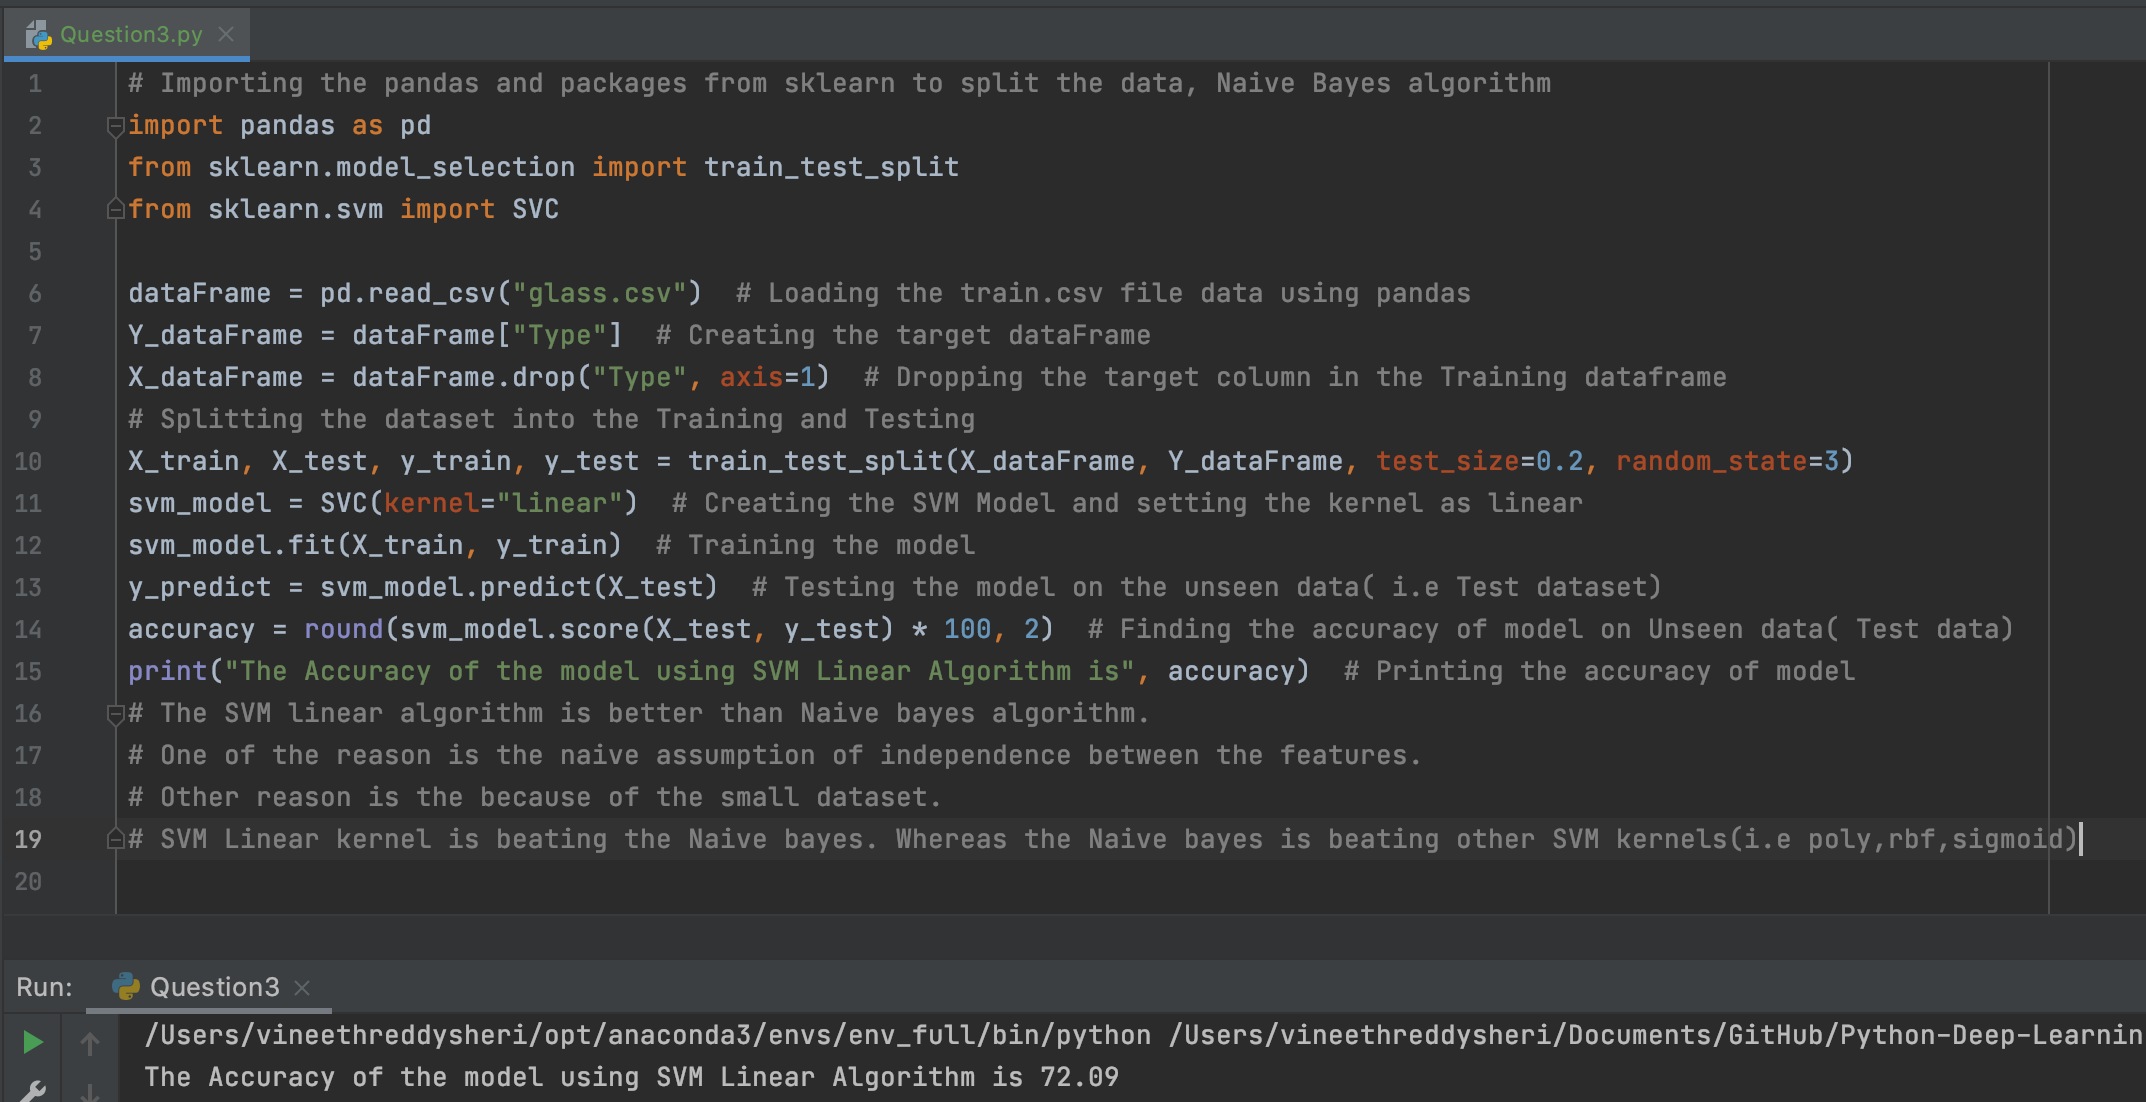 Question3.py
1 # Importing the pandas and packages from sklearn to split the data, Naive Bayes algorithm
2 import pandas as pd
3 from sklearn.model_selection import train_test_split
4 from sklearn.svm import SVC
5
6 dataFrame = pd.read_csv("glass.csv")  # Loading the train.csv file data using pandas
7 Y_dataFrame = dataFrame["Type"]  # Creating the target dataFrame
8 X_dataFrame = dataFrame.drop("Type", axis=1)  # Dropping the target column in the Training dataframe
9 # Splitting the dataset into the Training and Testing
10 X_train, X_test, y_train, y_test = train_test_split(X_dataFrame, Y_dataFrame, test_size=0.2, random_state=3)
11 svm_model = SVC(kernel="linear")  # Creating the SVM Model and setting the kernel as linear
12 svm_model.fit(X_train, y_train)  # Training the model
13 y_predict = svm_model.predict(X_test)  # Testing the model on the unseen data( i.e Test dataset)
14 accuracy = round(svm_model.score(X_test, y_test) * 100, 2)  # Finding the accuracy of model on Unseen data( Test data)
15 print("The Accuracy of the model using SVM Linear Algorithm is", accuracy)  # Printing the accuracy of model
16 # The SVM linear algorithm is better than Naive bayes algorithm.
17 # One of the reason is the naive assumption of independence between the features.
18 # Other reason is the because of the small dataset.
19 # SVM Linear kernel is beating the Naive bayes. Whereas the Naive bayes is beating other SVM kernels(i.e poly,rbf,sigmoid)
20
Run: Question3
/Users/vineethreddysheri/opt/anaconda3/envs/env_full/bin/python /Users/vineethreddysheri/Documents/GitHub/Python-Deep-Learnin
The Accuracy of the model using SVM Linear Algorithm is 72.09